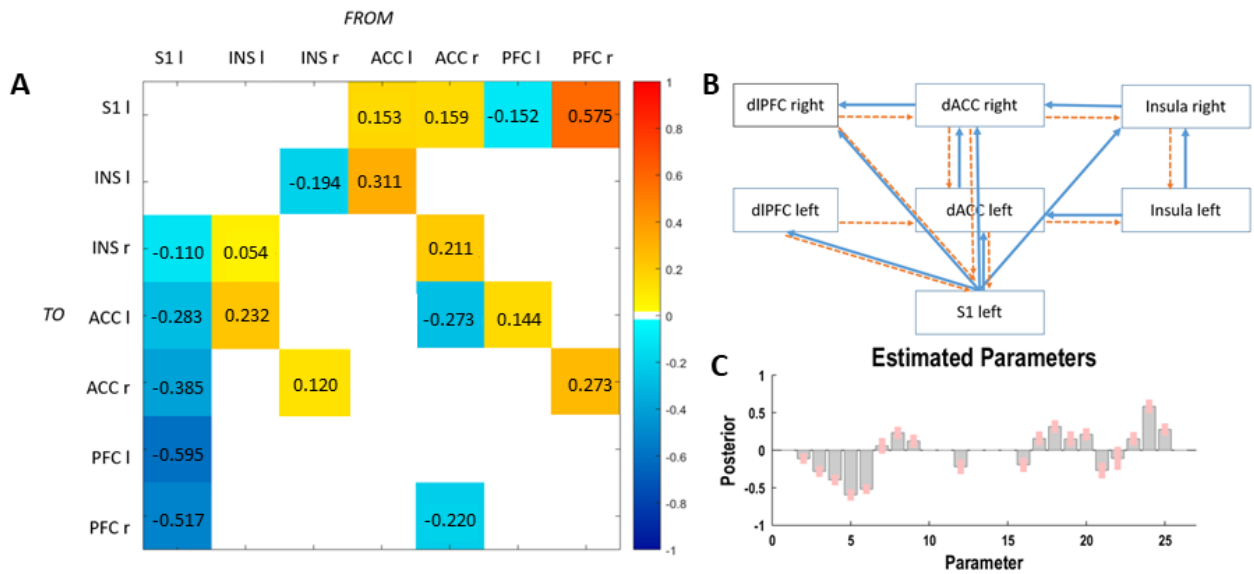 FROM
S1 l INS l INS r ACC l ACC r PFC l PFC r
A
S1 l 0.153 0.159 -0.152 0.575
INS l -0.194 0.311
INS r -0.110 0.054 0.211
TO ACC l -0.283 0.232 -0.273 0.144
ACC r -0.385 0.120 0.273
PFC l -0.595
PFC r -0.517 -0.220
1
0.8
0.6
0.4
0.2
0
-0.2
-0.4
-0.6
-0.8
-1
B
dlPFC right dACC right Insula right
dlPFC left dACC left Insula left
S1 left
C
Estimated Parameters
Posterior
1
0.5
0
-0.5
-1
0 5 10 15 20 25
Parameter